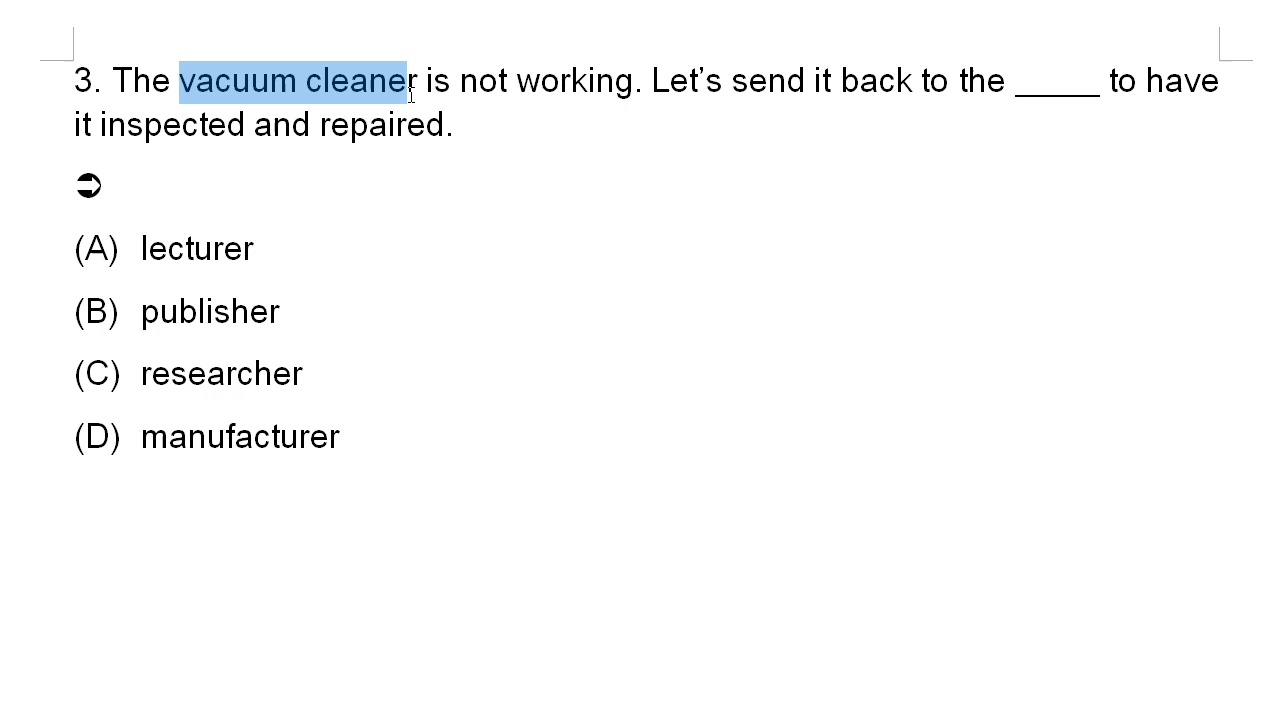 3. The vacuum cleaner is not working. Let’s send it back to the _____ to have
it inspected and repaired.
➲
(A) lecturer
(B) publisher
(C) researcher
(D) manufacturer